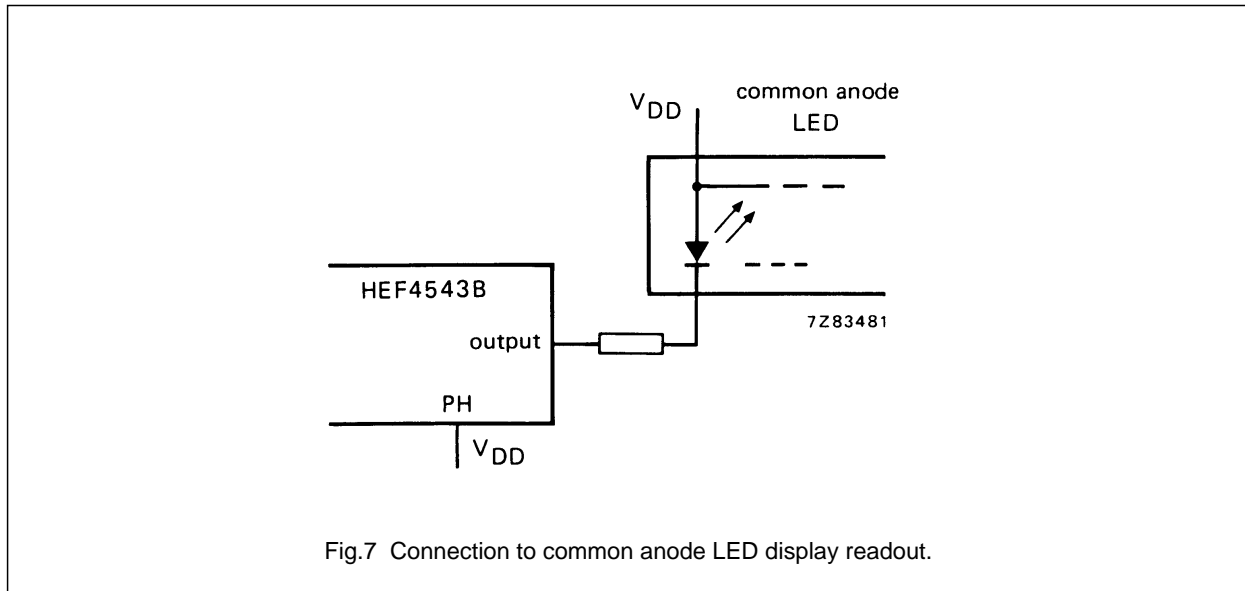 common anode
LED
VDD
HEF4543B
7Z83481
output
PH
VDD
Fig.7 Connection to common anode LED display readout.